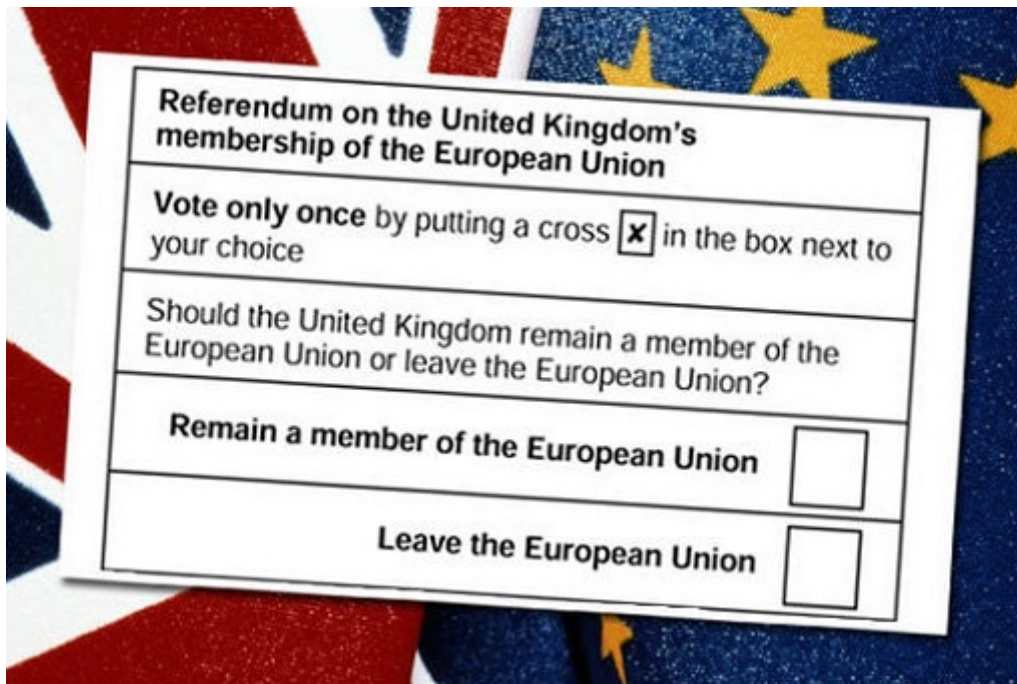 Referendum on the United Kingdom's
membership of the European Union
Vote only once by putting a cross x in the box next to
your choice
Should the United Kingdom remain a member of the
European Union or leave the European Union?
Remain a member of the European Union
Leave the European Union